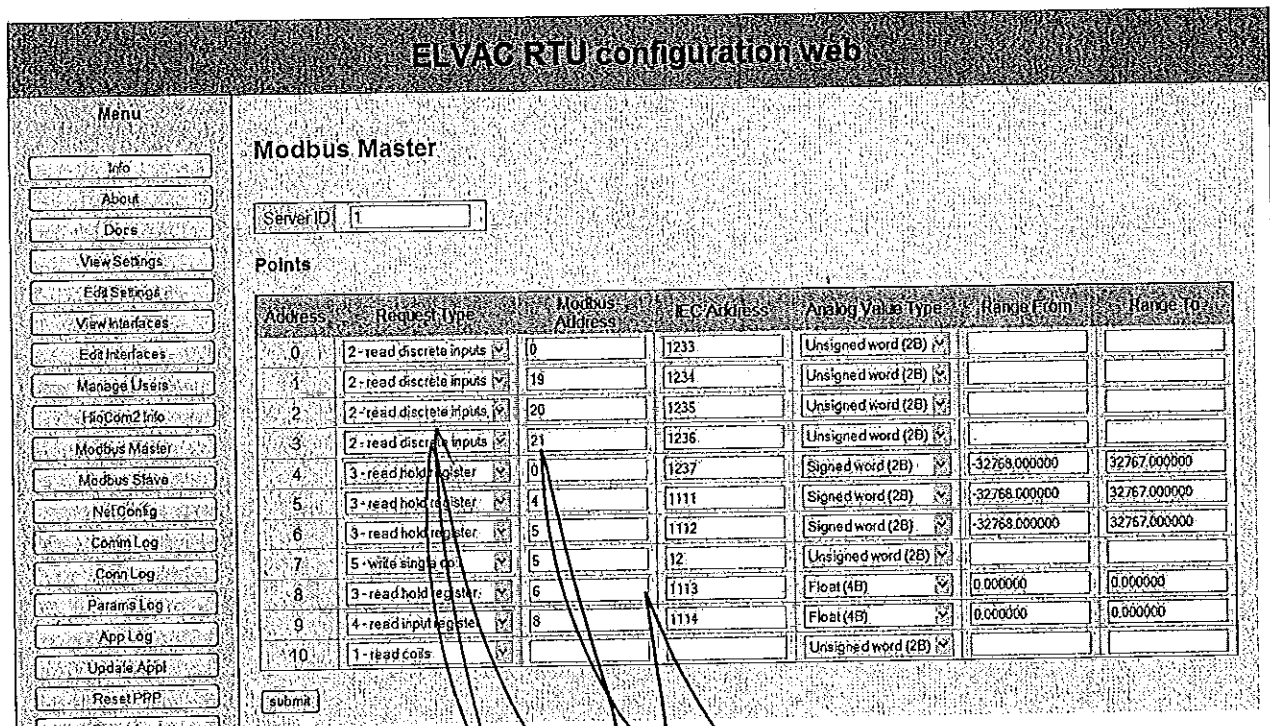 ELVAC RTU configuration web
Menu
Info
About
Docs
View Settings
Edit Settings
View Interfaces
Edit Interfaces
Manage Users
HioCom2 Info
Modbus Master
Modbus Slave
Net Config
Comm Log
Conn Log
Params Log
App Log
Update Appl
Reset PPP
Modbus Master
Server ID 1
Points
Address Request Type Modbus Address IEC Address Analog Value Type Range From Range To
0 2 - read discrete inputs 0 1233 Unsigned word (2B)
1 2 - read discrete inputs 19 1234 Unsigned word (2B)
2 2 - read discrete inputs 20 1235 Unsigned word (2B)
3 2 - read discrete inputs 21 1236 Unsigned word (2B)
4 3 - read hold register 0 1237 Signed word (2B) -32768.000000 32767.000000
5 3 - read hold register 4 1111 Signed word (2B) -32768.000000 32767.000000
6 3 - read hold register 5 1112 Signed word (2B) -32768.000000 32767.000000
7 5 - write single coil 5 12 Unsigned word (2B)
8 3 - read hold register 6 1113 Float (4B) 0.000000 0.000000
9 4 - read input register 8 1114 Float (4B) 0.000000 0.000000
10 1 - read coils Unsigned word (2B)
submit